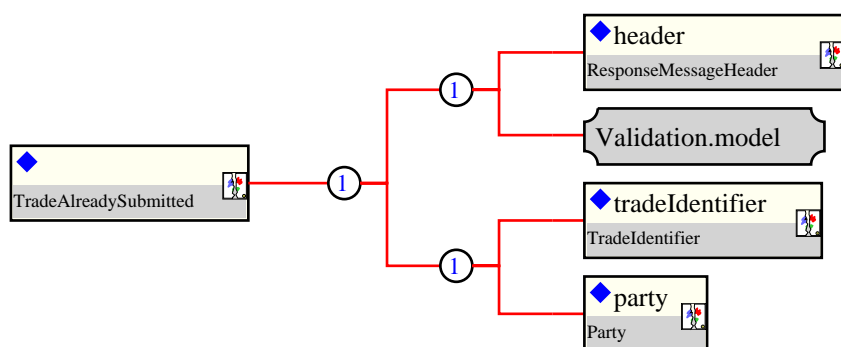 header
ResponseMessageHeader
1
Validation.model
TradeAlreadySubmitted
1
tradeIdentifier
TradeIdentifier
1
party
Party